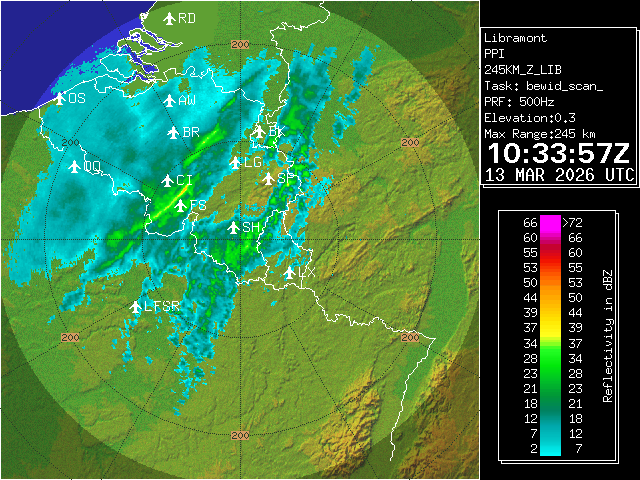 RD
200
OS
AW
BR
BK
200
200
QQ
LG
CI
SP
FS
SH
LX
LFSR
200
200
200
Libramont
PPI
245KM_Z_LIB
Task: bewid_scan_
PRF: 500Hz
Elevation:0.3
Max Range:245 km
10:33:57Z
13 MAR 2026 UTC
66 >72
60 66
55 60
53 55
50 53
44 50
39 44
37 39
34 37
28 34
23 28
21 23
18 21
12 18
7 12
2 7
Reflectivity in dBZ